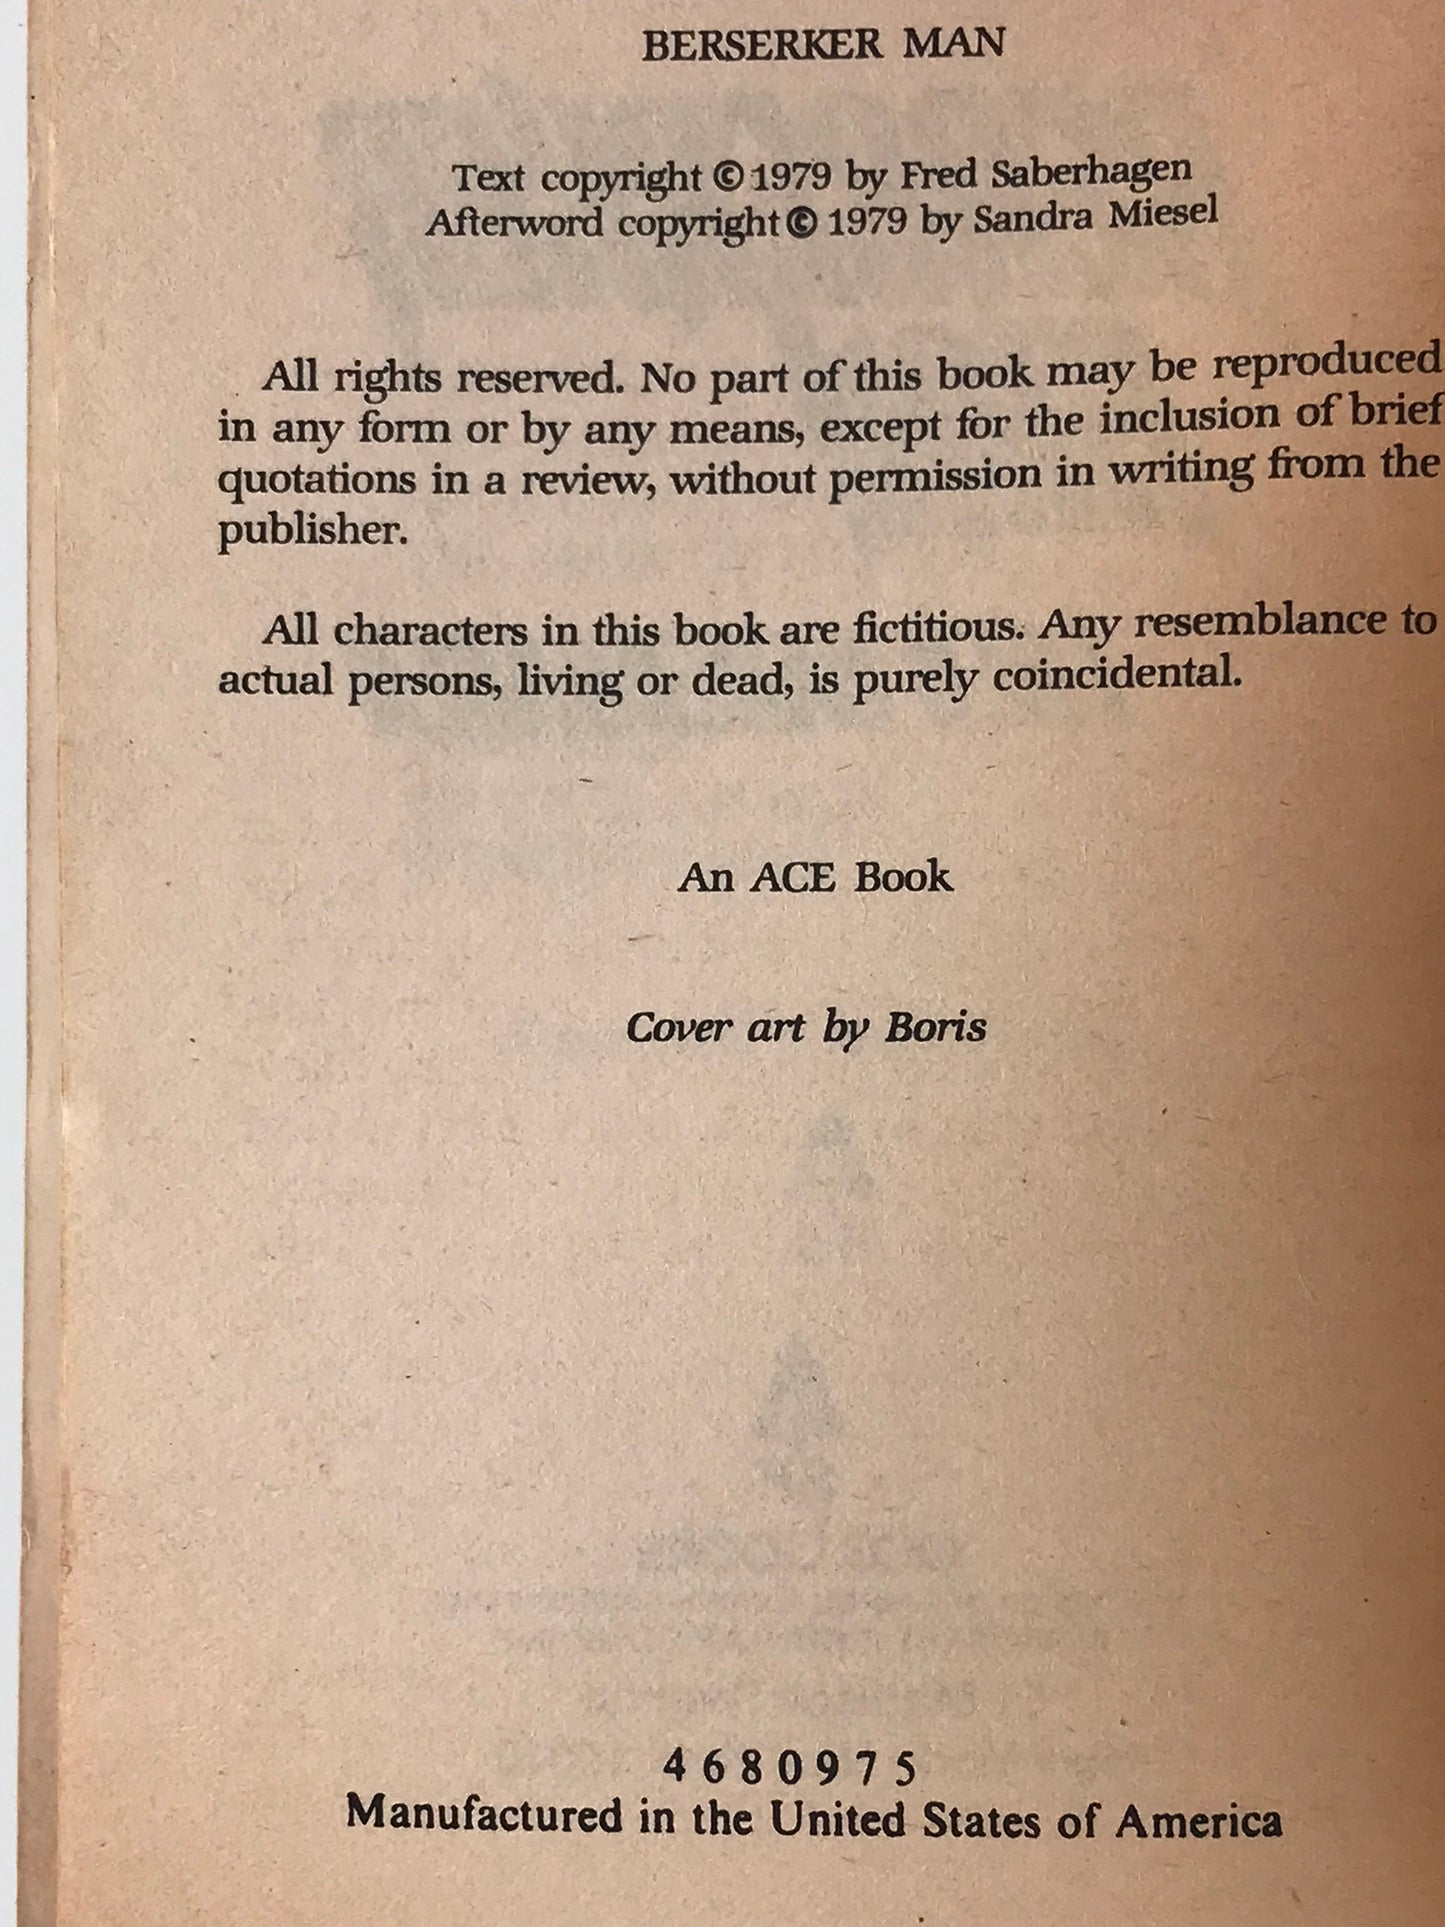 BERSERKER MAN
Text copyright © 1979 by Fred Saberhagen
Afterword copyright © 1979 by Sandra Miesel
All rights reserved. No part of this book may be reproduced
in any form or by any means, except for the inclusion of brief
quotations in a review, without permission in writing from the
publisher.
All characters in this book are fictitious. Any resemblance to
actual persons, living or dead, is purely coincidental.
An ACE Book
Cover art by Boris
4 6 8 0 9 7 5
Manufactured in the United States of America